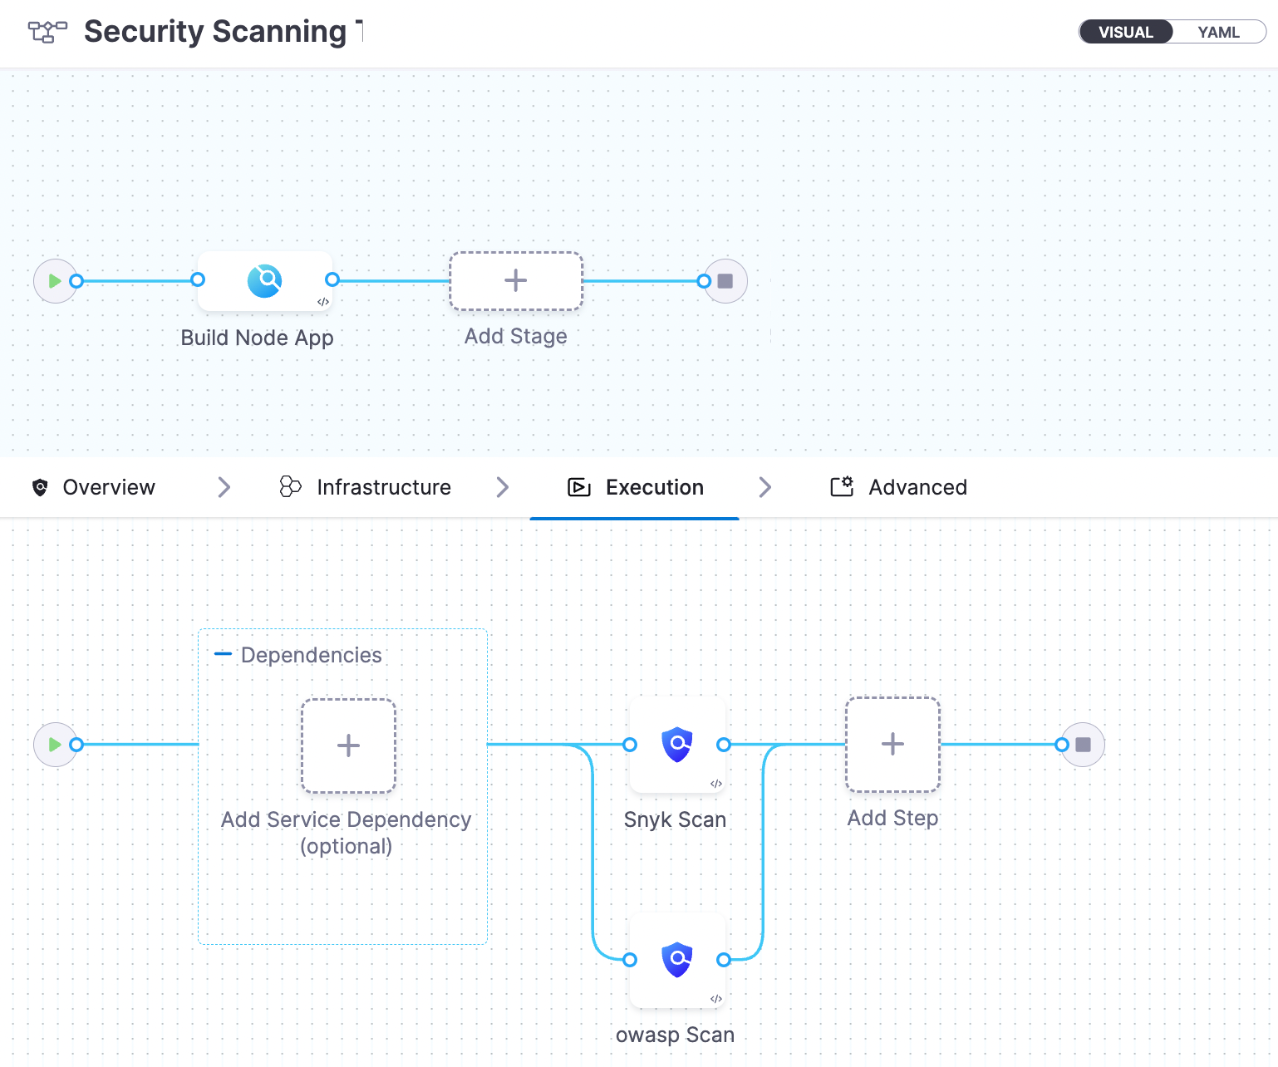 Security Scanning
VISUAL
YAML
</>
Build Node App
Add Stage
Overview
Infrastructure
Execution
Advanced
Dependencies
Add Service Dependency
(optional)
</>
Snyk Scan
Add Step
</>
owasp Scan